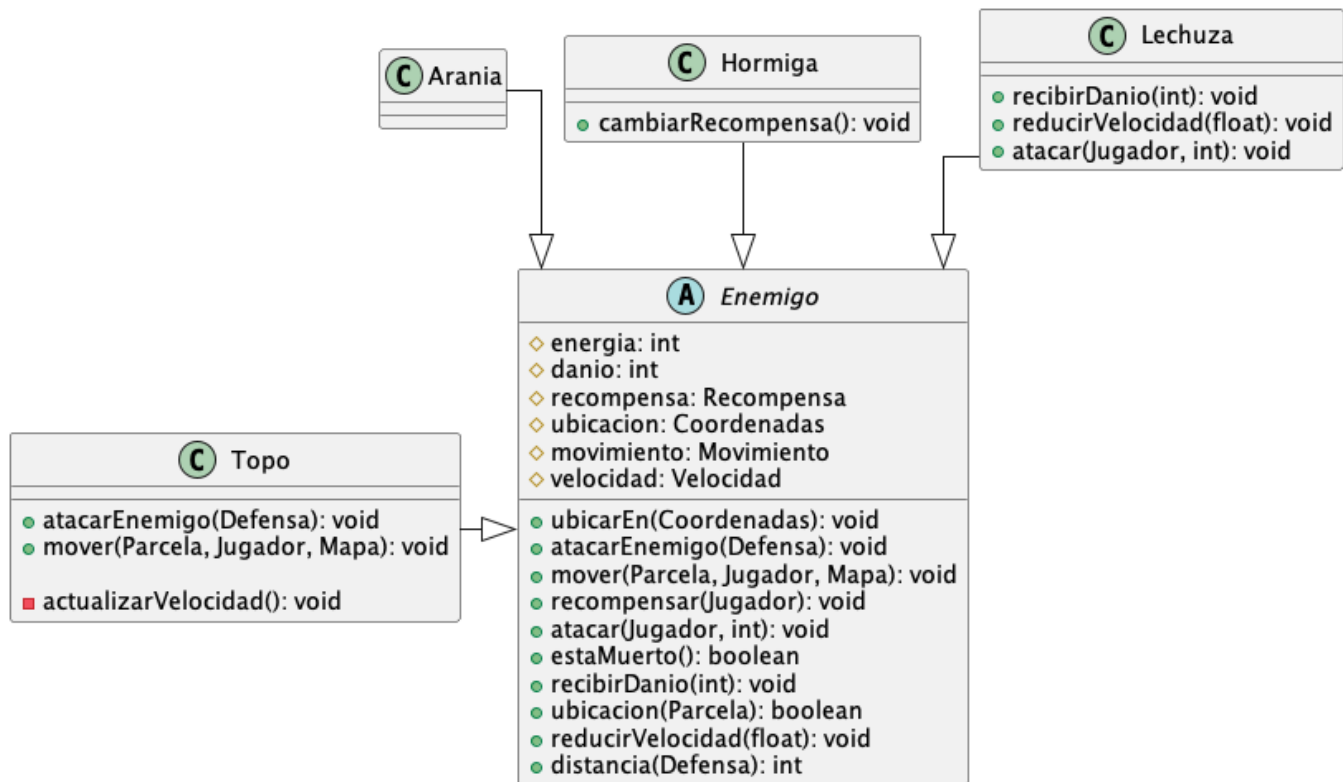 C Arania
C Hormiga
cambiarRecompensa(): void
C Lechuza
recibirDanio(int): void
reducirVelocidad(float): void
atacar(Jugador, int): void
C Topo
atacarEnemigo(Defensa): void
mover(Parcela, Jugador, Mapa): void
actualizarVelocidad(): void
A Enemigo
energia: int
danio: int
recompensa: Recompensa
ubicacion: Coordenadas
movimiento: Movimiento
velocidad: Velocidad
ubicarEn(Coordenadas): void
atacarEnemigo(Defensa): void
mover(Parcela, Jugador, Mapa): void
recompensar(Jugador): void
atacar(Jugador, int): void
estaMuerto(): boolean
recibirDanio(int): void
ubicacion(Parcela): boolean
reducirVelocidad(float): void
distancia(Defensa): int